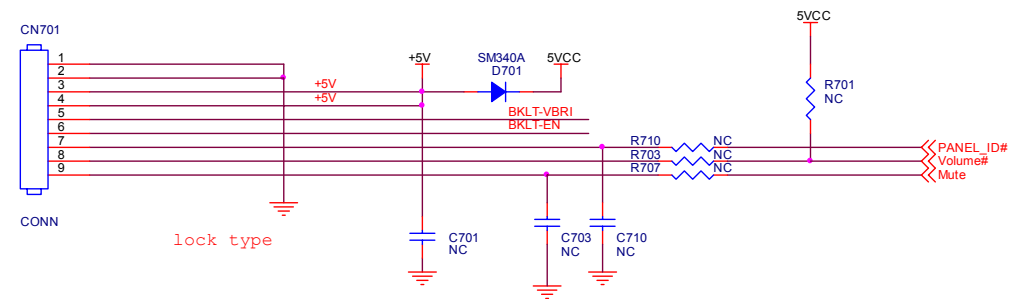 CN701
1
2
3
4
5
6
7
8
9
CONN
lock type
+5V
+5V
+5V
SM340A
D701
5VCC
5VCC
BKLT-VBRI
BKLT-EN
R701
NC
R710
NC
R703
NC
R707
NC
PANEL_ID#
Volume#
Mute
C701
NC
C703
NC
C710
NC